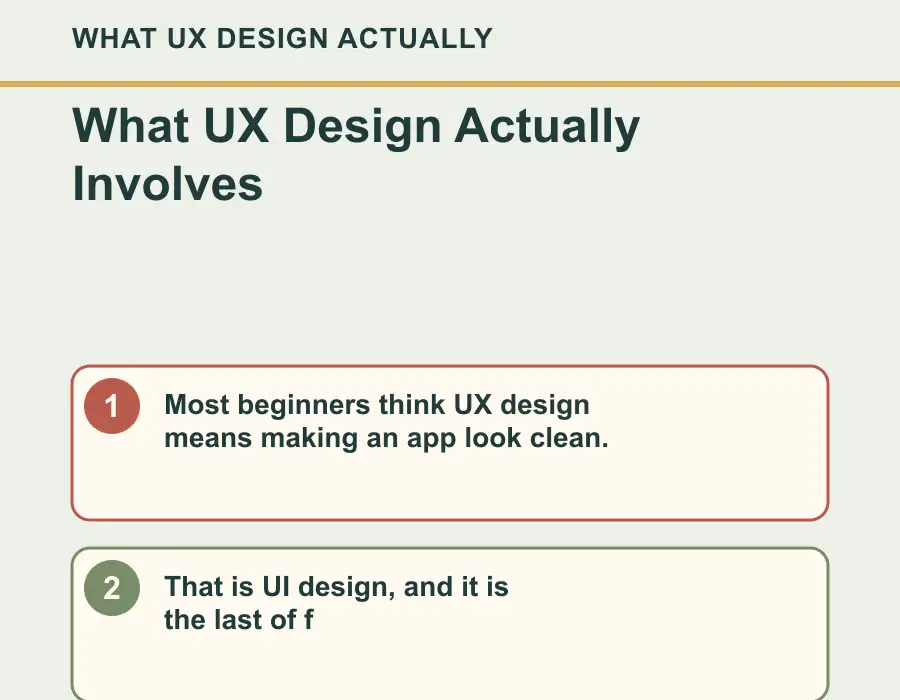 WHAT UX DESIGN ACTUALLY
What UX Design Actually
Involves
1
Most beginners think UX design
means making an app look clean.
2
That is UI design, and it is
the last of f